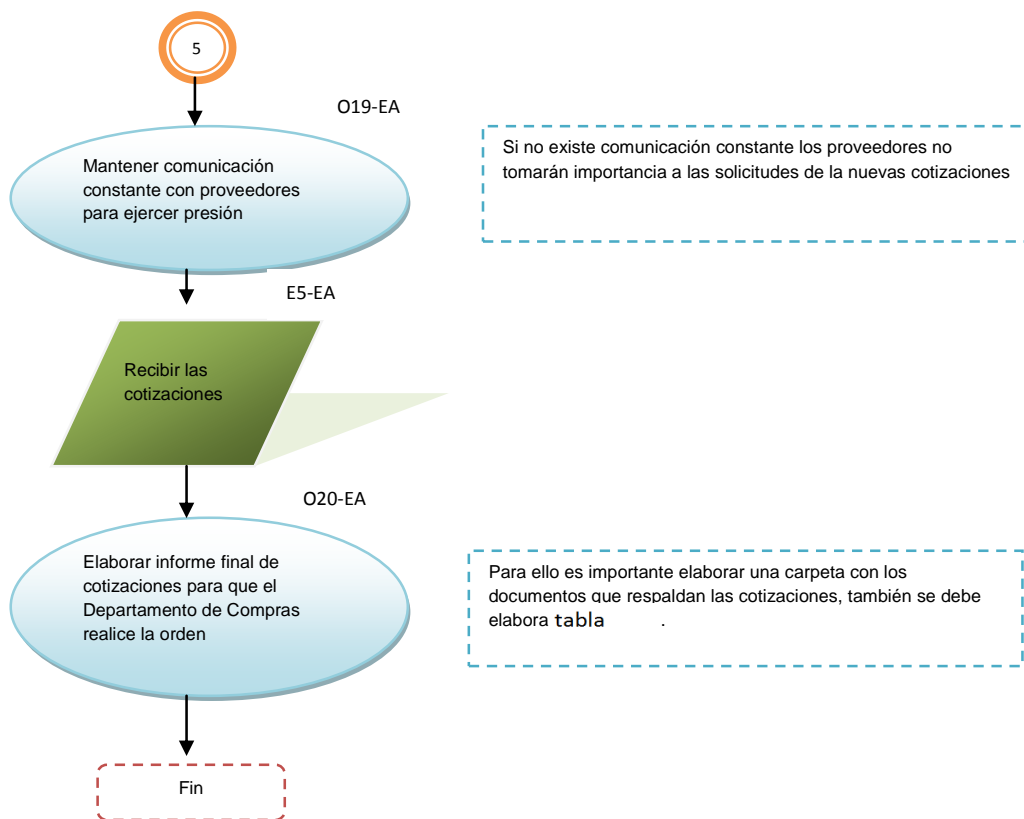 5
O19-EA
Mantener comunicación
constante con proveedores
para ejercer presión
Si no existe comunicación constante los proveedores no
tomarán importancia a las solicitudes de la nuevas cotizaciones
E5-EA
Recibir las
cotizaciones
O20-EA
Elaborar informe final de
cotizaciones para que el
Departamento de Compras
realice la orden
Para ello es importante elaborar una carpeta con los
documentos que respaldan las cotizaciones, también se debe
elabora tabla .
Fin